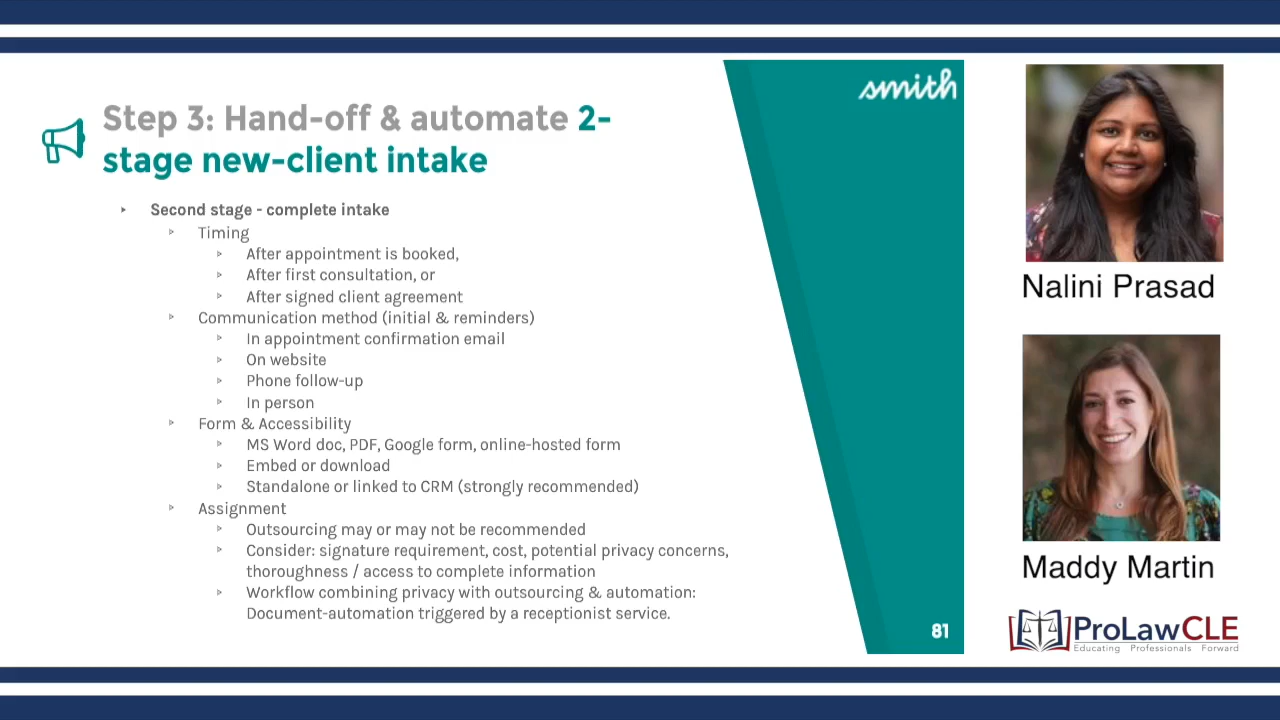 smith
Step 3: Hand-off & automate 2-
stage new-client intake
Second stage - complete intake
Timing
After appointment is booked,
After first consultation, or
After signed client agreement
Communication method (initial & reminders)
In appointment confirmation email
On website
Phone follow-up
In person
Form & Accessibility
MS Word doc, PDF, Google form, online-hosted form
Embed or download
Standalone or linked to CRM (strongly recommended)
Assignment
Outsourcing may or may not be recommended
Consider: signature requirement, cost, potential privacy concerns,
thoroughness / access to complete information
Workflow combining privacy with outsourcing & automation:
Document-automation triggered by a receptionist service.
81
Nalini Prasad
Maddy Martin
ProLawCLE
Educating Professionals Forward